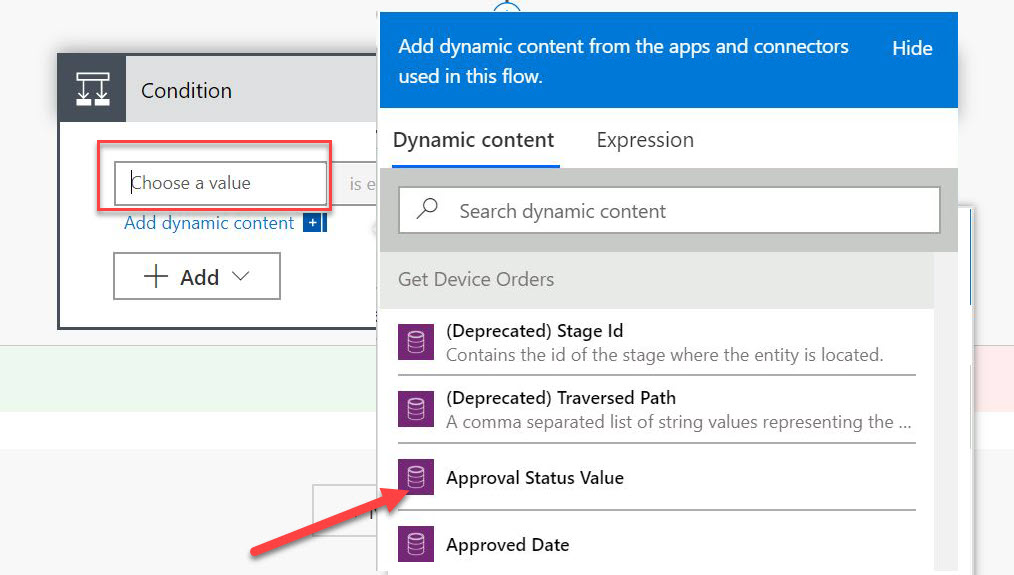 Condition
Choose a value
is e
Add dynamic content
Add
Add dynamic content from the apps and connectors
used in this flow.
Hide
Dynamic content
Expression
Search dynamic content
Get Device Orders
(Deprecated) Stage Id
Contains the id of the stage where the entity is located.
(Deprecated) Traversed Path
A comma separated list of string values representing the ...
Approval Status Value
Approved Date